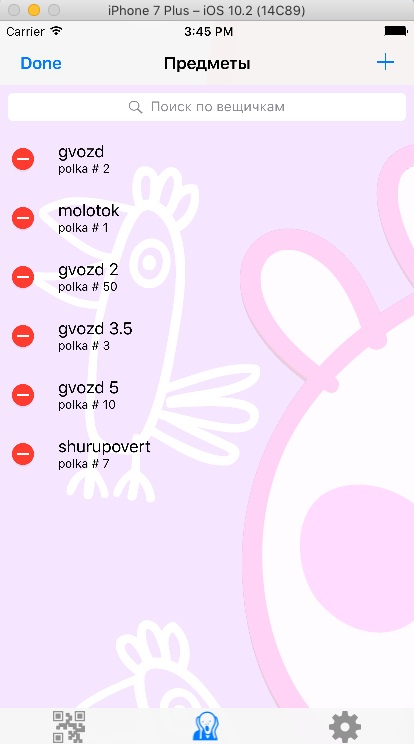 iPhone 7 Plus – iOS 10.2 (14C89)
Carrier 3:45 PM
Done Предметы +
Поиск по вещичкам
gvozd
polka # 2
molotok
polka # 1
gvozd 2
polka # 50
gvozd 3.5
polka # 3
gvozd 5
polka # 10
shurupovert
polka # 7